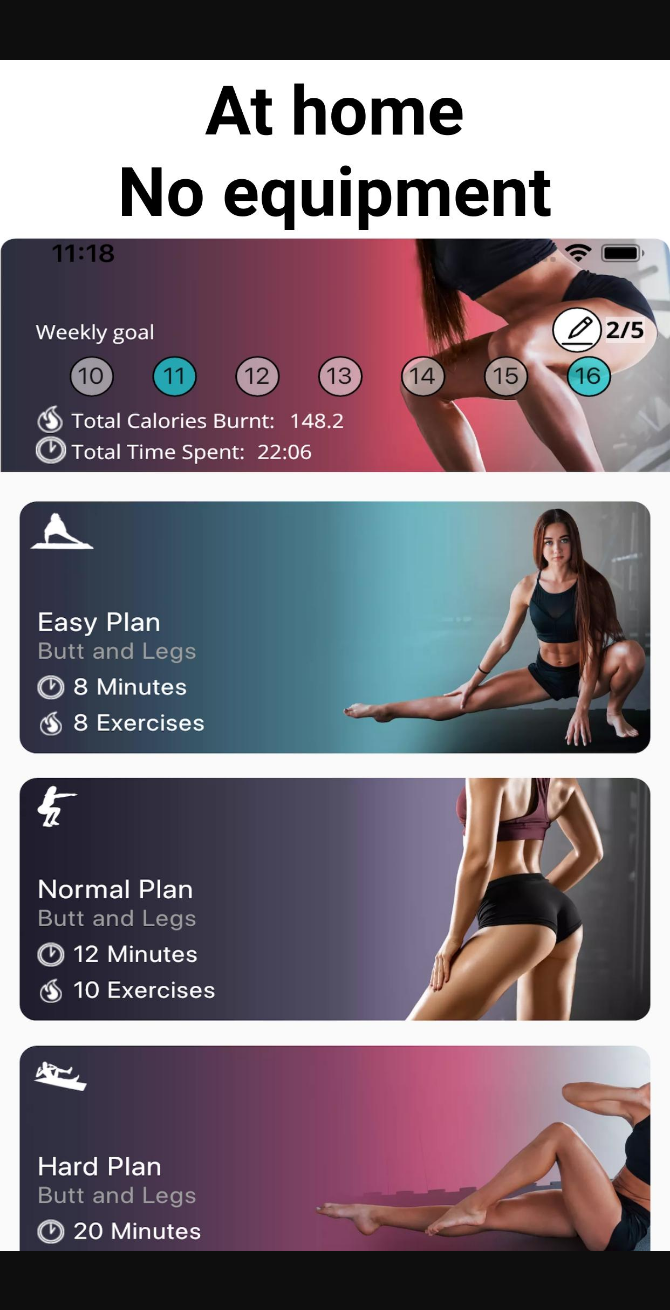 At home
No equipment
11:18
Weekly goal
2/5
10 11 12 13 14 15 16
Total Calories Burnt: 148.2
Total Time Spent: 22:06
Easy Plan
Butt and Legs
8 Minutes
8 Exercises
Normal Plan
Butt and Legs
12 Minutes
10 Exercises
Hard Plan
Butt and Legs
20 Minutes